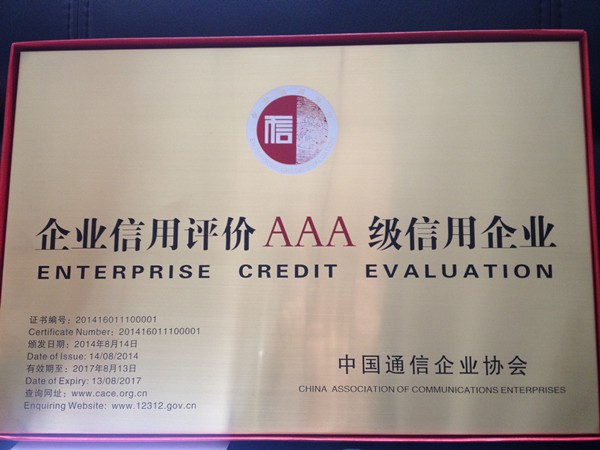 信
企业信用评价AAA级信用企业
ENTERPRISE CREDIT EVALUATION
证书编号：201416011100001
Certificate Number：201416011100001
颁发日期：2014年8月14日
Date of Issue: 14/08/2014
有效期至：2017年8月13日
Date of Expiry: 13/08/2017
查询网址：www.cace.org.cn
Enquiring Website: www.12312.gov.cn
中国通信企业协会
CHINA ASSOCIATION OF COMMUNICATIONS ENTERPRISES